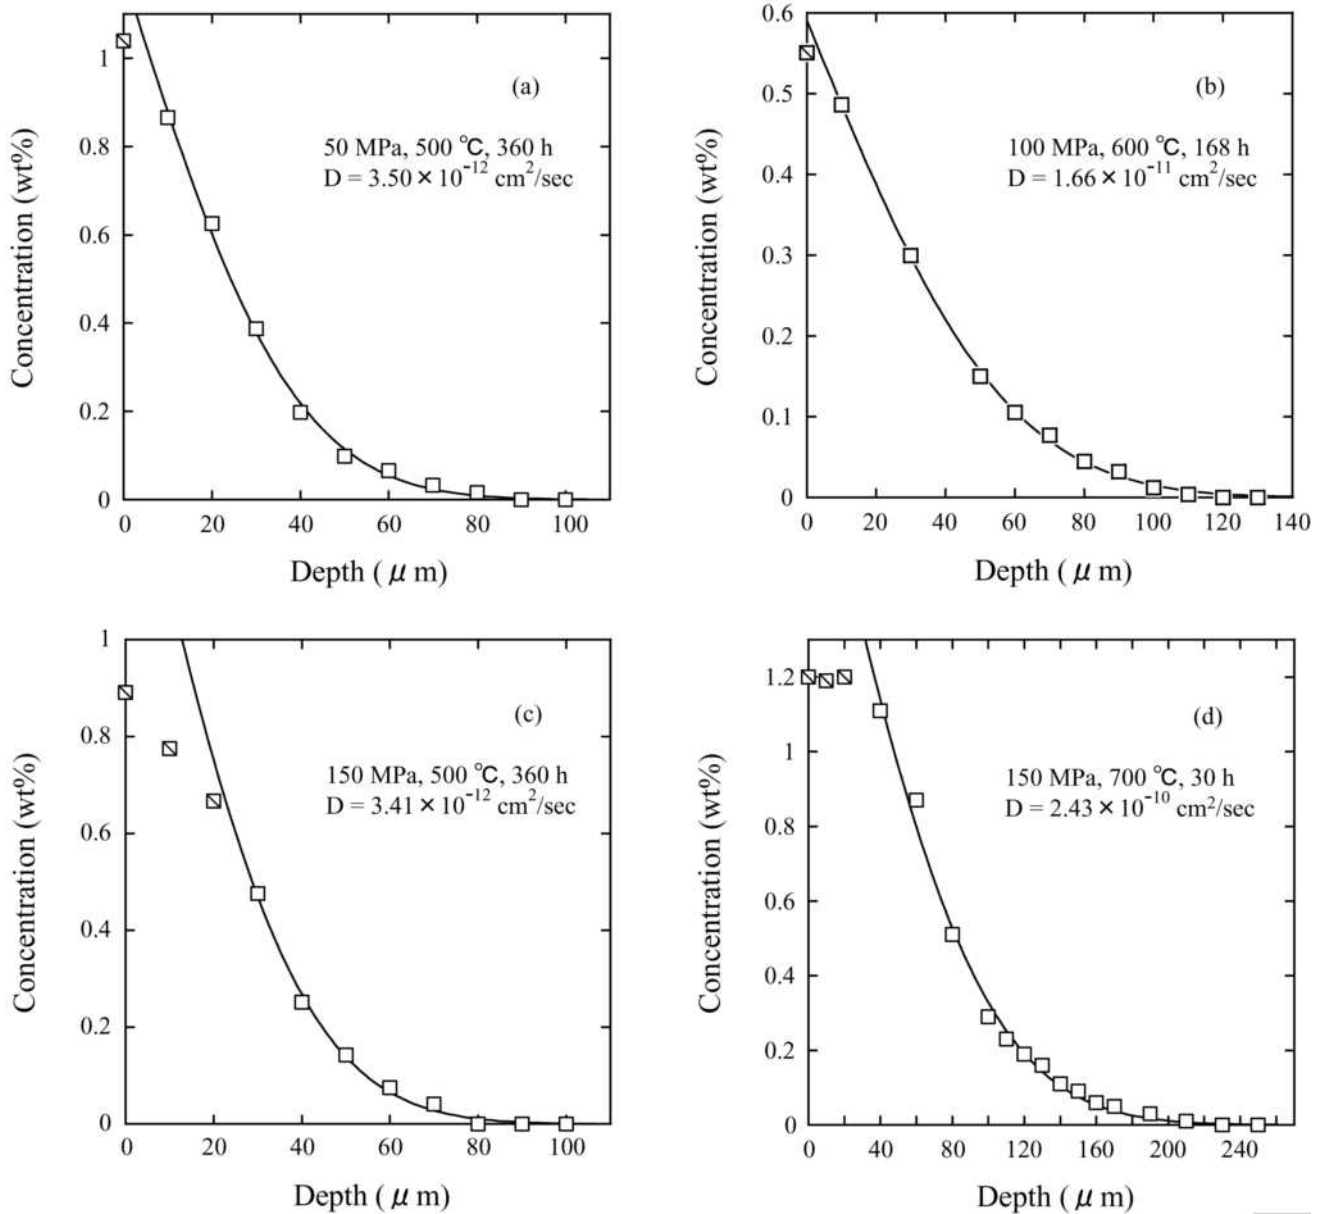 (a)
50 MPa, 500 ℃, 360 h
D = 3.50 × 10⁻¹² cm²/sec
Concentration (wt%)
1
0.8
0.6
0.4
0.2
0
0 20 40 60 80 100
Depth ( μ m)
(b)
100 MPa, 600 ℃, 168 h
D = 1.66 × 10⁻¹¹ cm²/sec
Concentration (wt%)
0.6
0.5
0.4
0.3
0.2
0.1
0
0 20 40 60 80 100 120 140
Depth ( μ m)
(c)
150 MPa, 500 ℃, 360 h
D = 3.41 × 10⁻¹² cm²/sec
Concentration (wt%)
1
0.8
0.6
0.4
0.2
0
0 20 40 60 80 100
Depth ( μ m)
(d)
150 MPa, 700 ℃, 30 h
D = 2.43 × 10⁻¹⁰ cm²/sec
Concentration (wt%)
1.2
1
0.8
0.6
0.4
0.2
0
0 40 80 120 160 200 240
Depth ( μ m)